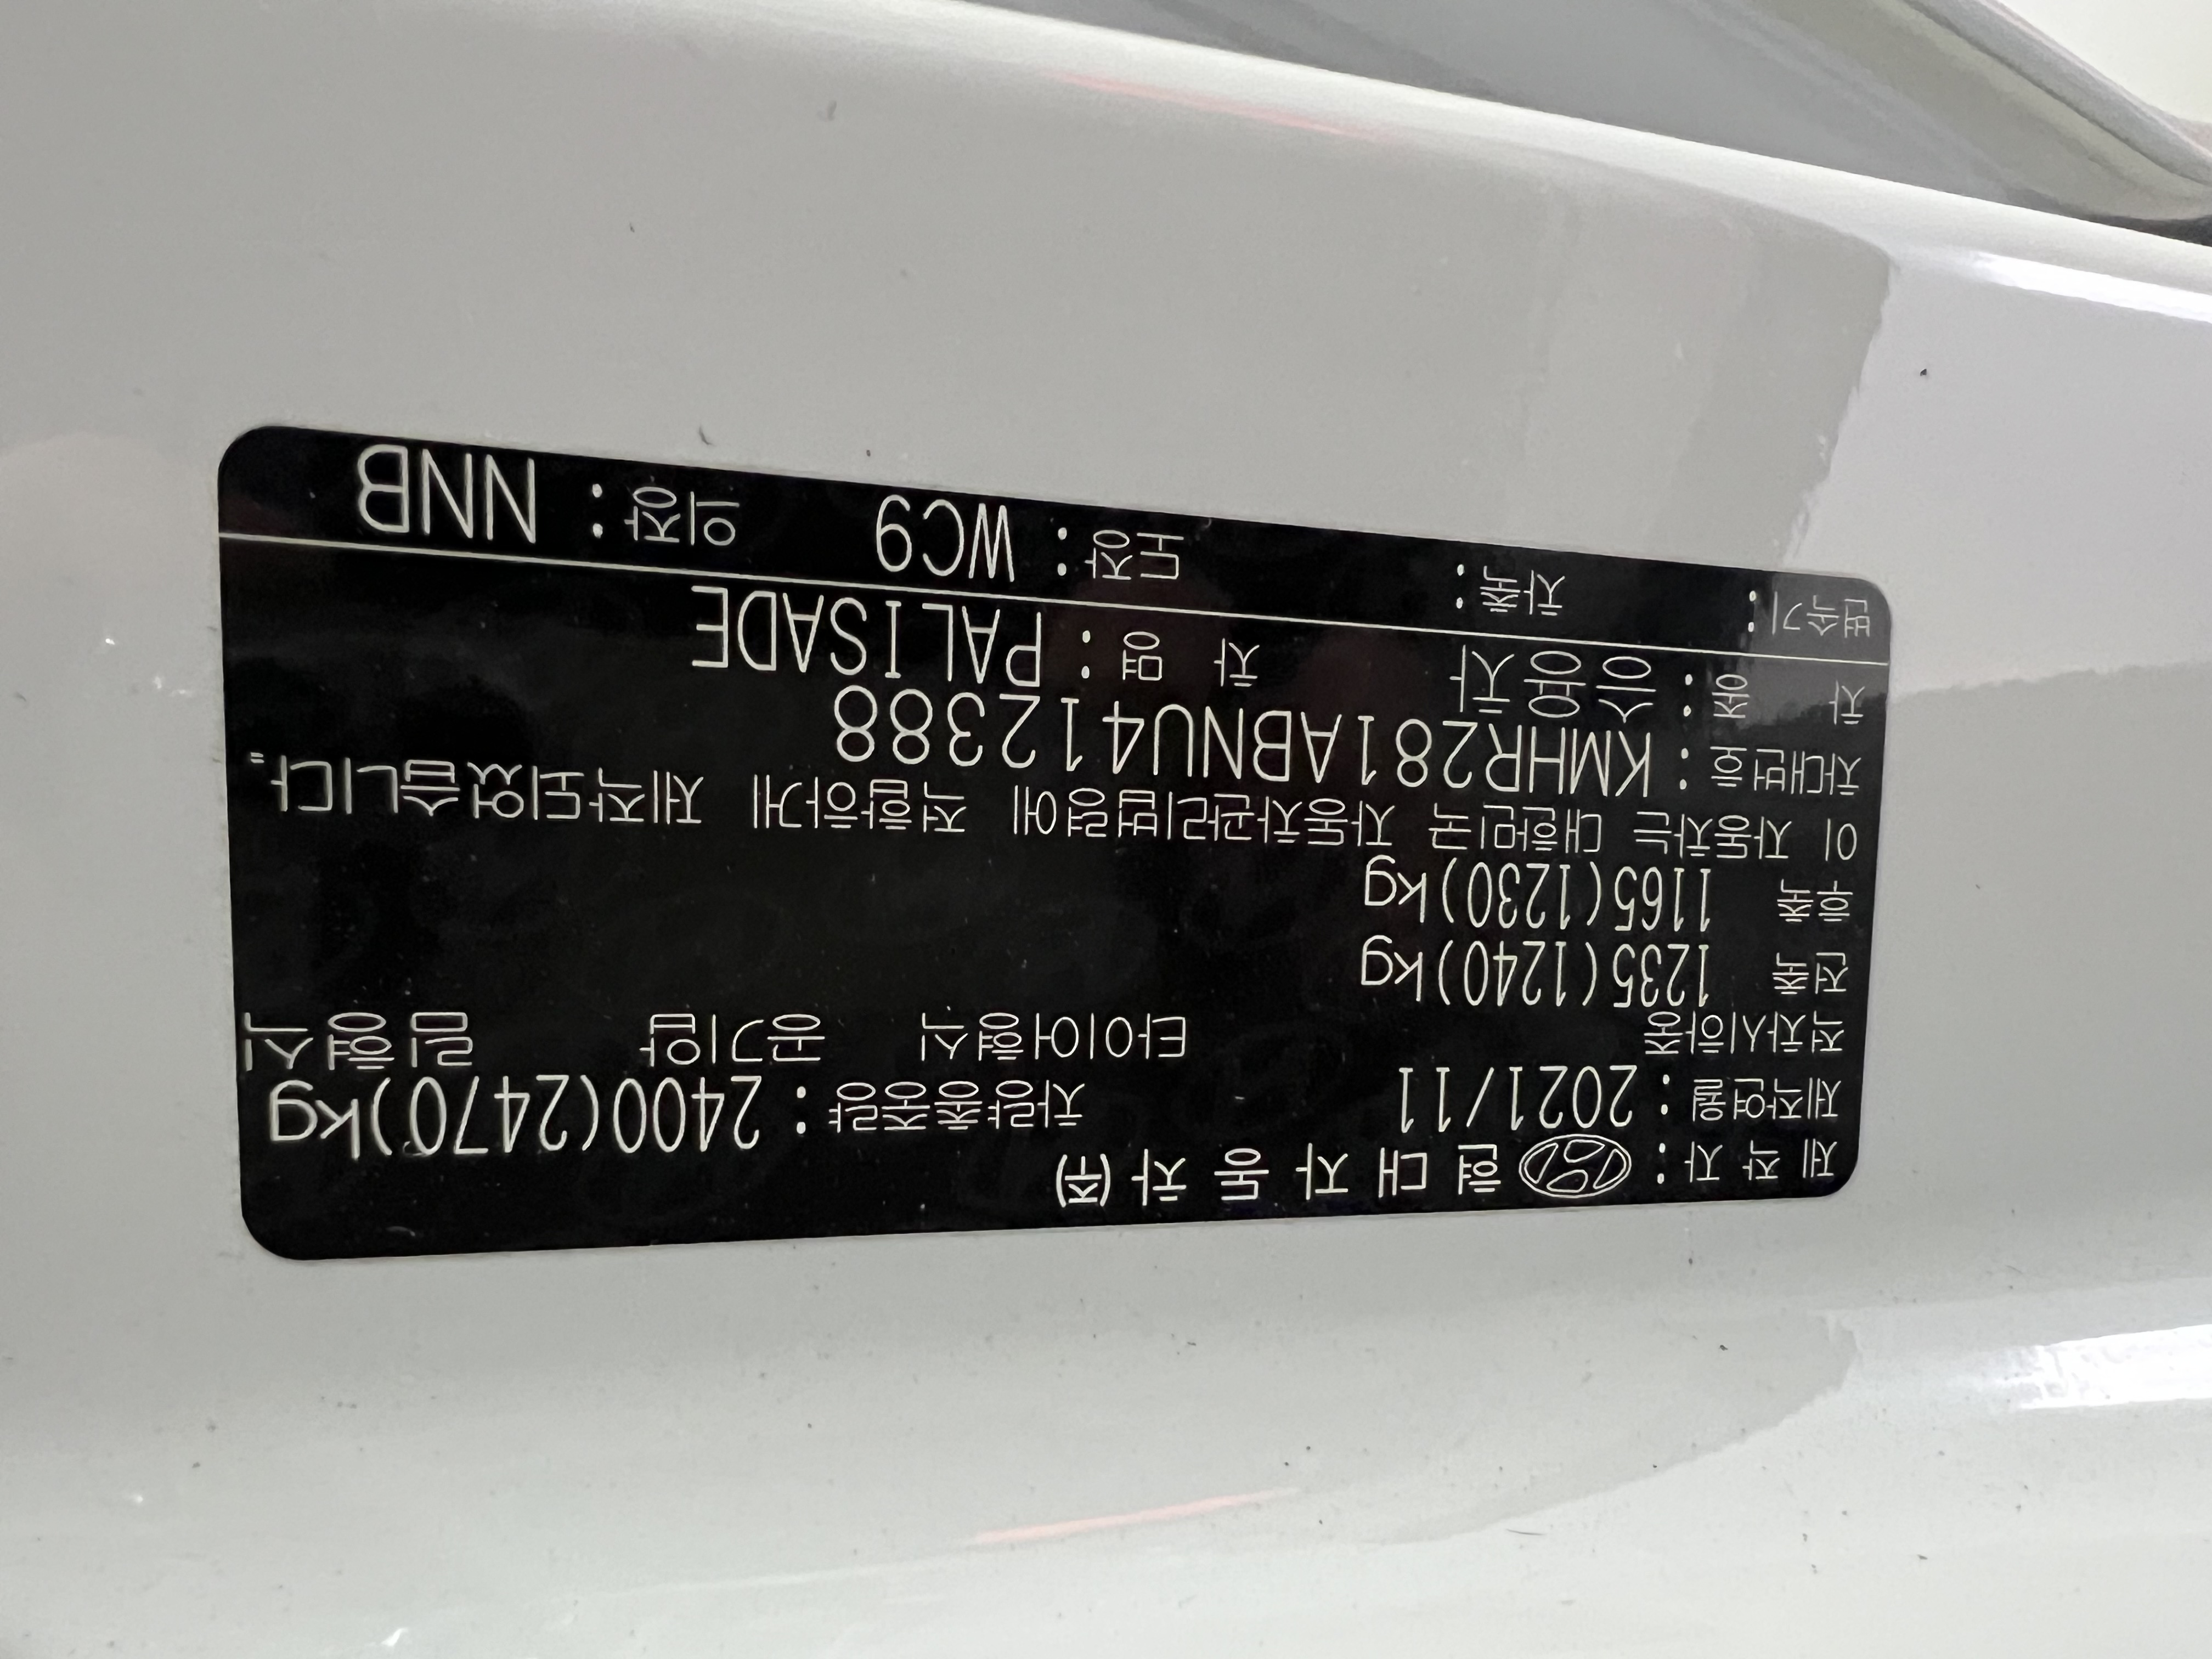 제 작 자 : 현 대 자 동 차 (주)
제작연월 : 2021/11 차량총중량 : 2400(2470)kg
적차시하중 타이어형식 공기압 림형식
전 축 1235(1240)kg
후 축 1165(1230)kg
이 자동차는 대한민국 자동차관리법령에 적합하게 제작되었습니다.
차대번호 : KMHR281ABNU412388
차 종 : 승용차 차 명 : PALISADE
변속기 : 차축 : 도장 : WC9 의장 : NNB